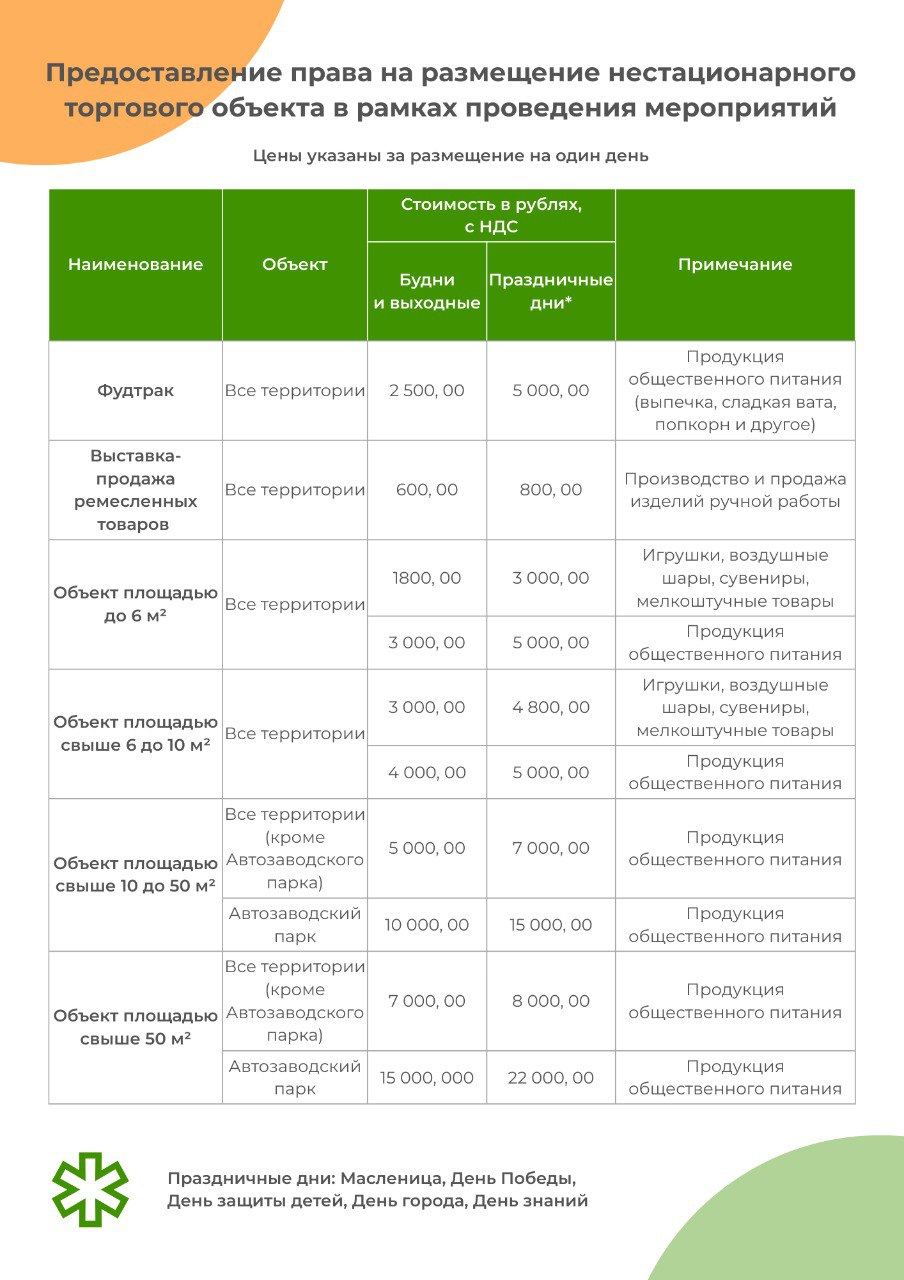 Предоставление права на размещение нестационарного
торгового объекта в рамках проведения мероприятий
Цены указаны за размещение на один день
Наименование
Объект
Стоимость в рублях,
с НДС
Будни
и выходные
Праздничные
дни*
Примечание
Фудтрак
Все территории
2 500, 00
5 000, 00
Продукция
общественного питания
(выпечка, сладкая вата,
попкорн и другое)
Выставка-
продажа
ремесленных
товаров
Все территории
600, 00
800, 00
Производство и продажа
изделий ручной работы
Объект площадью
до 6 м²
Все территории
1800, 00
3 000, 00
Игрушки, воздушные
шары, сувениры,
мелкоштучные товары
3 000, 00
5 000, 00
Продукция
общественного питания
Объект площадью
свыше 6 до 10 м²
Все территории
3 000, 00
4 800, 00
Игрушки, воздушные
шары, сувениры,
мелкоштучные товары
4 000, 00
5 000, 00
Продукция
общественного питания
Объект площадью
свыше 10 до 50 м²
Все территории
(кроме
Автозаводского
парка)
5 000, 00
7 000, 00
Продукция
общественного питания
Автозаводский
парк
10 000, 00
15 000, 00
Продукция
общественного питания
Объект площадью
свыше 50 м²
Все территории
(кроме
Автозаводского
парка)
7 000, 00
8 000, 00
Продукция
общественного питания
Автозаводский
парк
15 000, 000
22 000, 00
Продукция
общественного питания
Праздничные дни: Масленица, День Победы,
День защиты детей, День города, День знаний